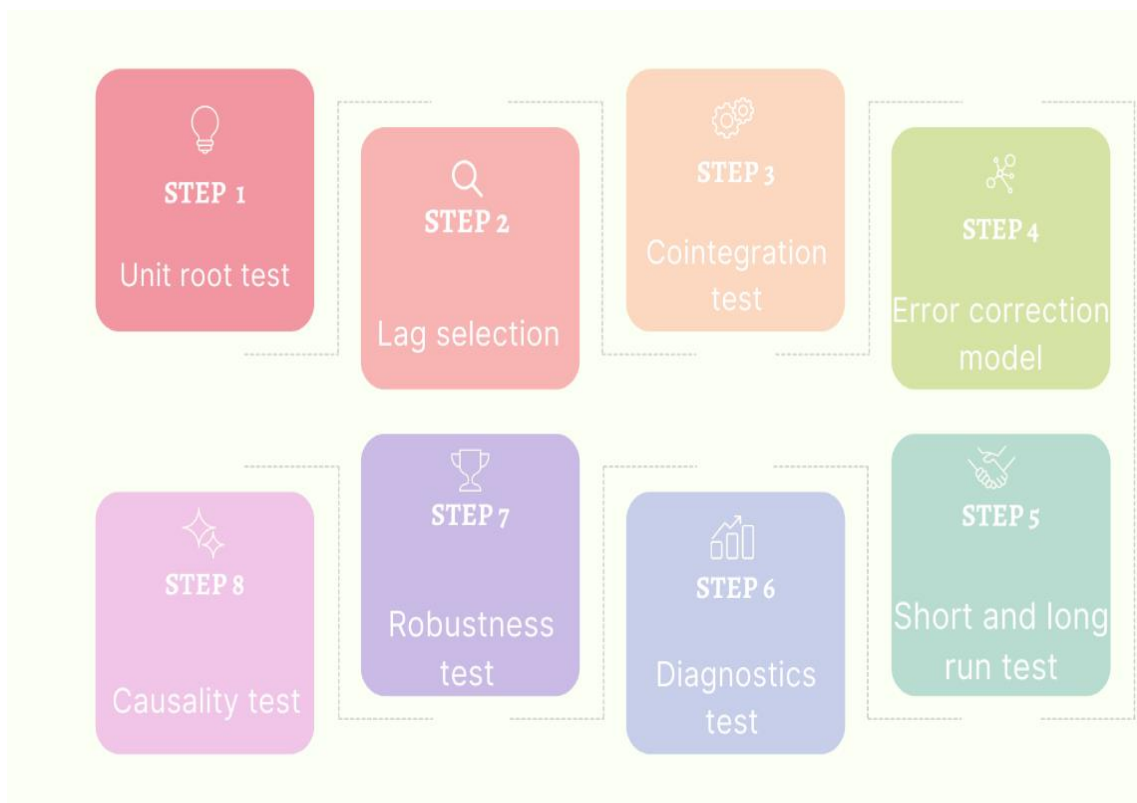 STEP 1
Unit root test
STEP 2
Lag selection
STEP 3
Cointegration
test
STEP 4
Error correction
model
STEP 5
Short and long
run test
STEP 6
Diagnostics
test
STEP 7
Robustness
test
STEP 8
Causality test